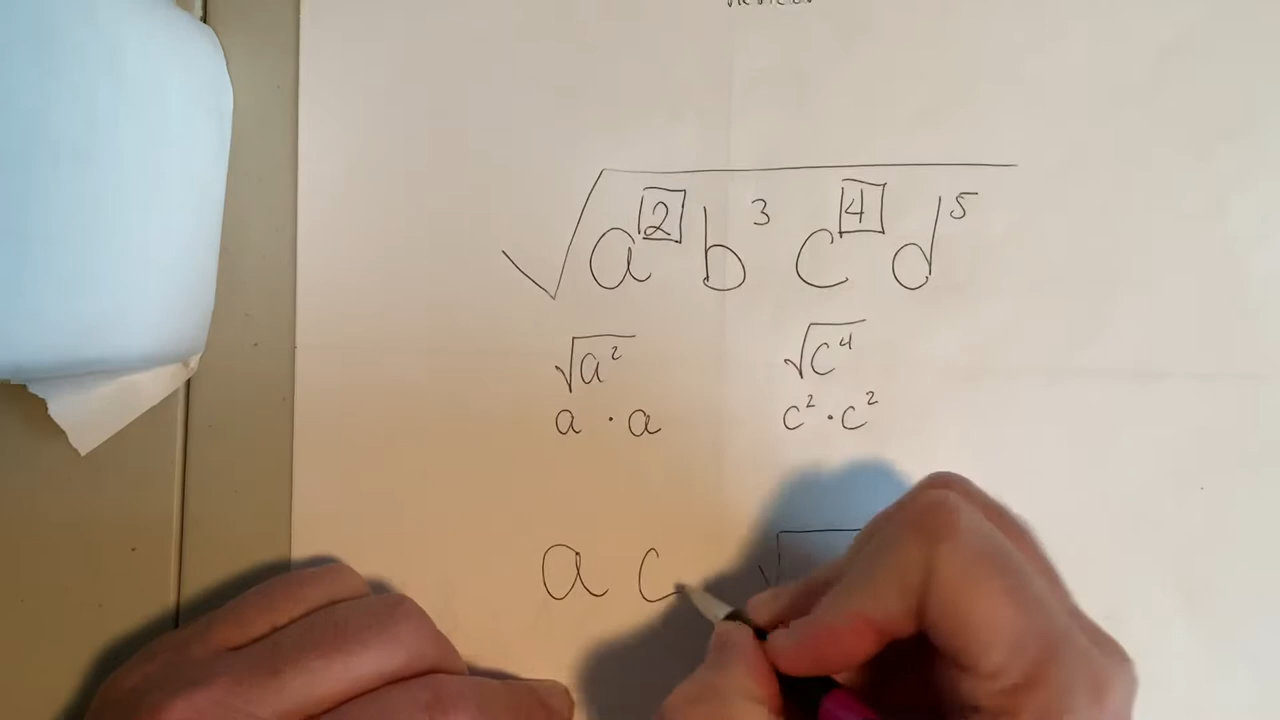 √a²b³c⁴d⁵
√a² √c⁴
a · a c² · c²
a c √